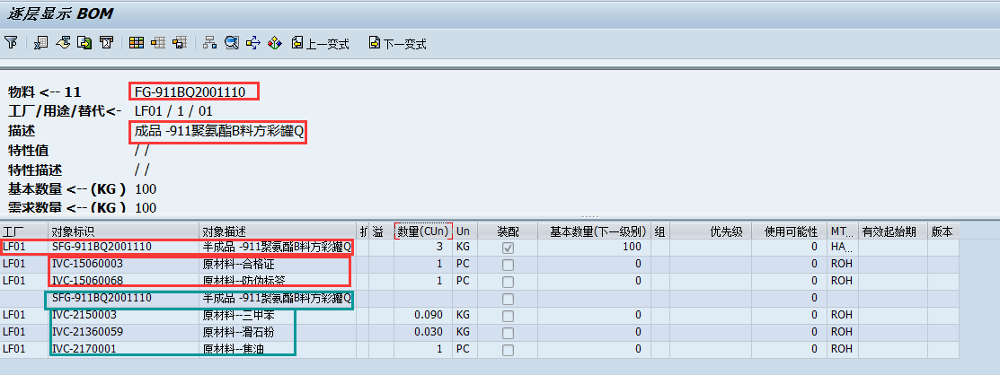 逐层显示 BOM
上一变式 下一变式
物料 <-- 11 FG-911BQ2001110
工厂/用途/替代<- LF01 / 1 / 01
描述 成品 -911聚氨酯B料方彩罐Q
特性值 / /
特性描述 / /
基本数量 <-- (KG ) 100
需求数量 <-- (KG ) 100
工厂 对象标识 对象描述 扩 溢 数量(CUn) Un 装配 基本数量(下一级别) 组 优先级 使用可能性 MT... 有效起始期 版本
LF01 SFG-911BQ2001110 半成品 -911聚氨酯B料方彩罐Q 3 KG 100 0 HA_
LF01 IVC-15060003 原材料--合格证 1 PC 0 0 ROH
LF01 IVC-15060068 原材料--防伪标签 1 PC 0 0 ROH
SFG-911BQ2001110 半成品 -911聚氨酯B料方彩罐Q 0
LF01 IVC-2150003 原材料--三甲苯 0.090 KG 0 0 ROH
LF01 IVC-21360059 原材料--滑石粉 0.030 KG 0 0 ROH
LF01 IVC-2170001 原材料--焦油 1 PC 0 0 ROH